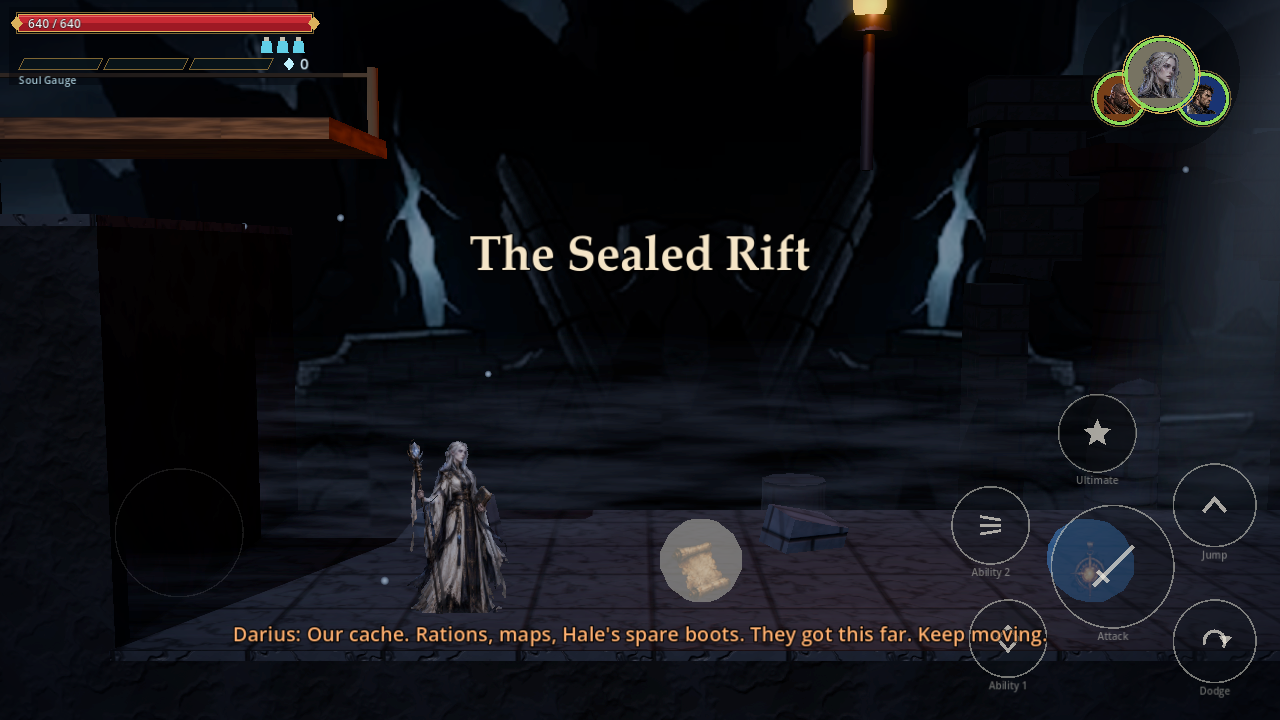 640 / 640
0
Soul Gauge
The Sealed Rift
Ultimate
Jump
Ability 2
Attack
Darius: Our cache. Rations, maps, Hale's spare boots. They got this far. Keep moving.
Ability 1
Dodge